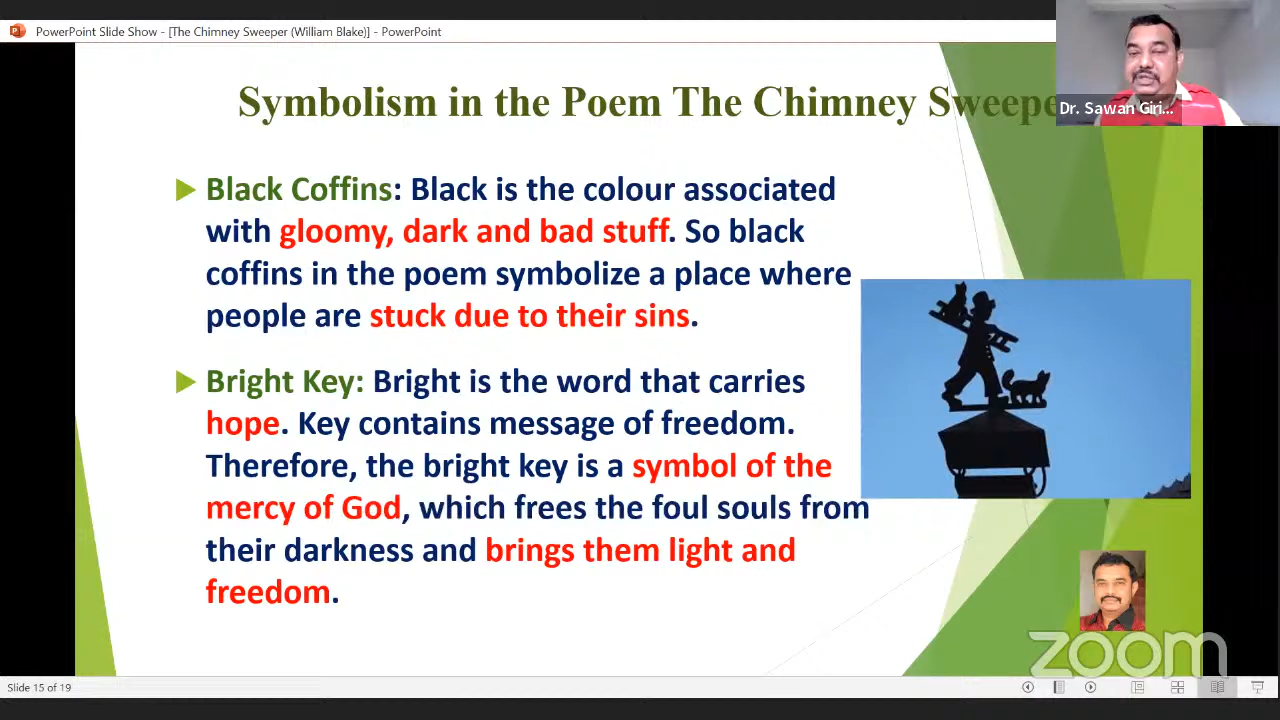 PowerPoint Slide Show - [The Chimney Sweeper (William Blake)] - PowerPoint
Symbolism in the Poem The Chimney Sweepe
Dr. Sawan Giri...
Black Coffins: Black is the colour associated
with gloomy, dark and bad stuff. So black
coffins in the poem symbolize a place where
people are stuck due to their sins.
Bright Key: Bright is the word that carries
hope. Key contains message of freedom.
Therefore, the bright key is a symbol of the
mercy of God, which frees the foul souls from
their darkness and brings them light and
freedom.
zoom
Slide 15 of 19